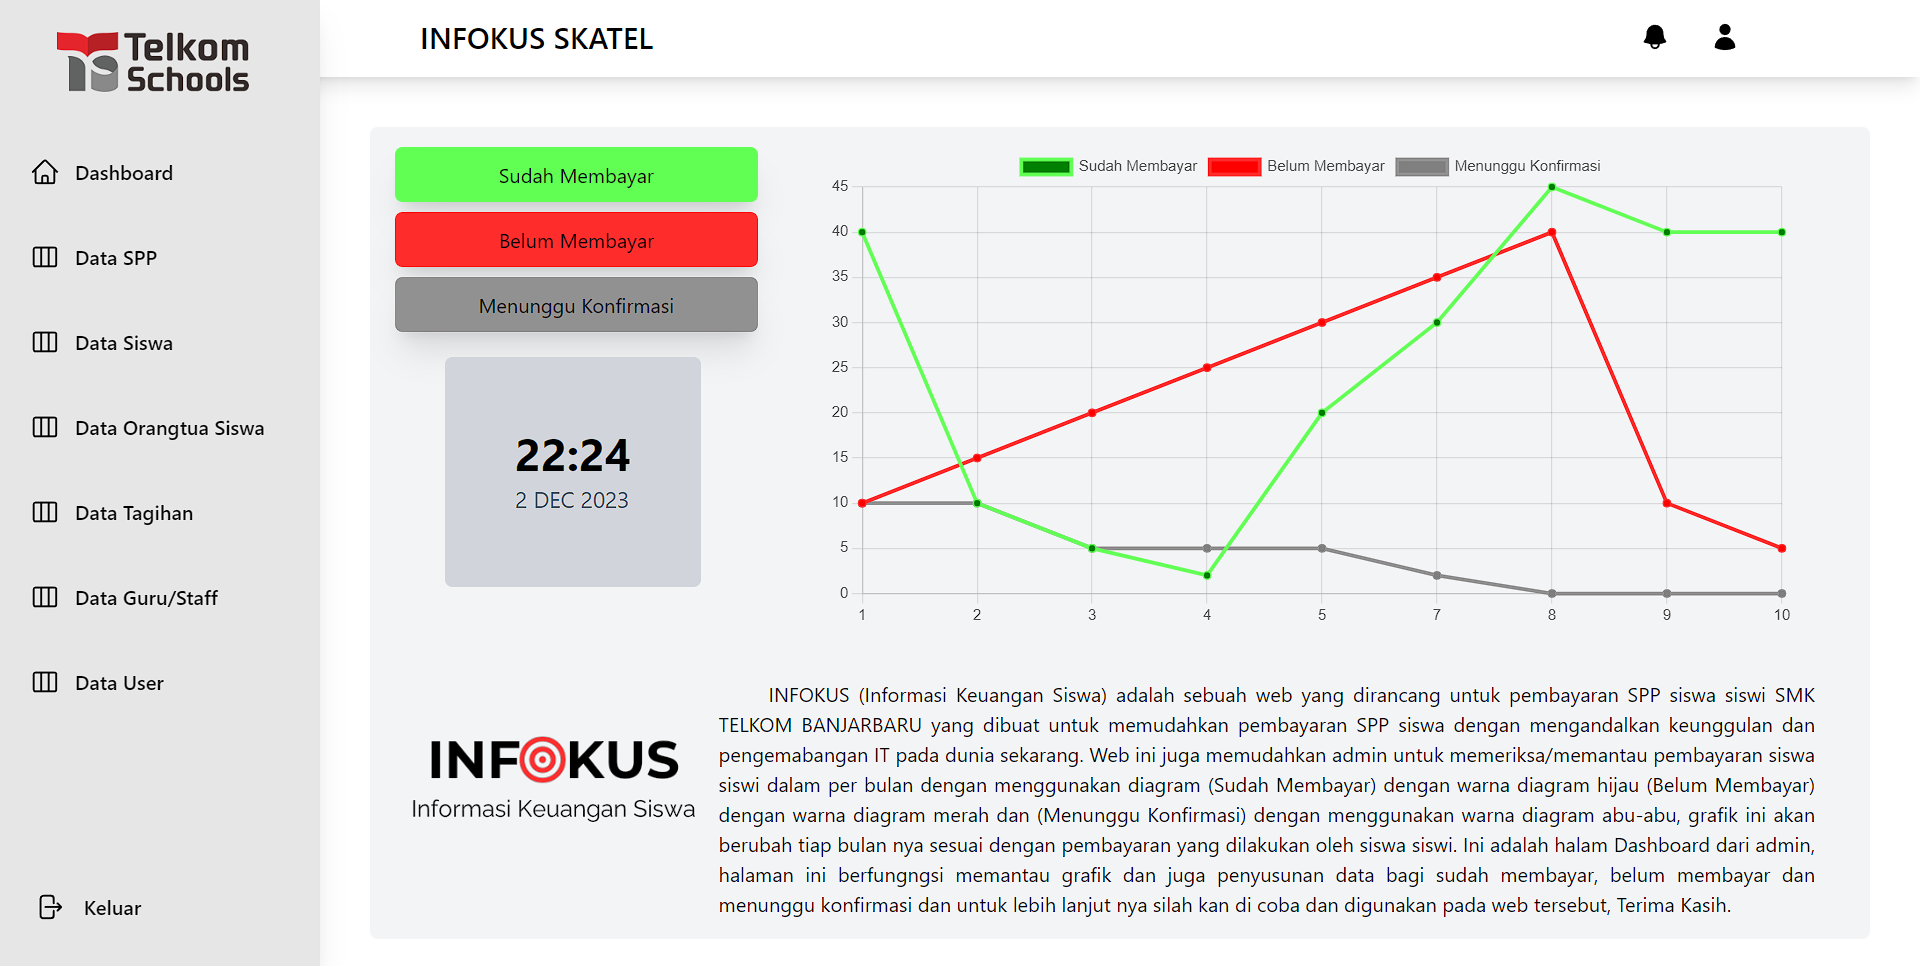 Telkom
Schools
INFOKUS SKATEL
Dashboard
Data SPP
Data Siswa
Data Orangtua Siswa
Data Tagihan
Data Guru/Staff
Data User
Keluar
Sudah Membayar
Belum Membayar
Menunggu Konfirmasi
22:24
2 DEC 2023
Sudah Membayar Belum Membayar Menunggu Konfirmasi
45
40
35
30
25
20
15
10
5
0
1 2 3 4 5 7 8 9 10
INFOKUS
Informasi Keuangan Siswa
INFOKUS (Informasi Keuangan Siswa) adalah sebuah web yang dirancang untuk pembayaran SPP siswa siswi SMK
TELKOM BANJARBARU yang dibuat untuk memudahkan pembayaran SPP siswa dengan mengandalkan keunggulan dan
pengemabangan IT pada dunia sekarang. Web ini juga memudahkan admin untuk memeriksa/memantau pembayaran siswa
siswi dalam per bulan dengan menggunakan diagram (Sudah Membayar) dengan warna diagram hijau (Belum Membayar)
dengan warna diagram merah dan (Menunggu Konfirmasi) dengan menggunakan warna diagram abu-abu, grafik ini akan
berubah tiap bulan nya sesuai dengan pembayaran yang dilakukan oleh siswa siswi. Ini adalah halam Dashboard dari admin,
halaman ini berfungngsi memantau grafik dan juga penyusunan data bagi sudah membayar, belum membayar dan
menunggu konfirmasi dan untuk lebih lanjut nya silah kan di coba dan digunakan pada web tersebut, Terima Kasih.